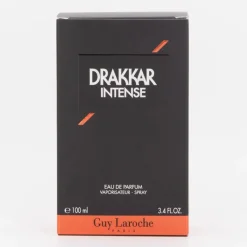 DRAKKAR
INTENSE
EAU DE PARFUM
VAPORISATEUR - SPRAY
Guy Laroche
PARIS
℮ 100 ml 3.4 FL.OZ.